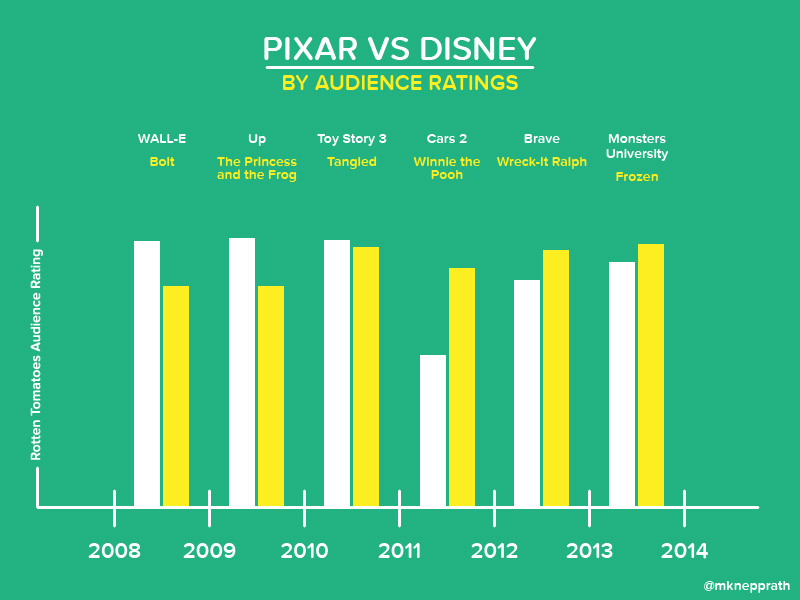 PIXAR VS DISNEY
BY AUDIENCE RATINGS
WALL-E
Bolt
Up
The Princess
and the Frog
Toy Story 3
Tangled
Cars 2
Winnie the
Pooh
Brave
Wreck-It Ralph
Monsters
University
Frozen
Rotten Tomatoes Audience Rating
2008
2009
2010
2011
2012
2013
2014
@mknepprath